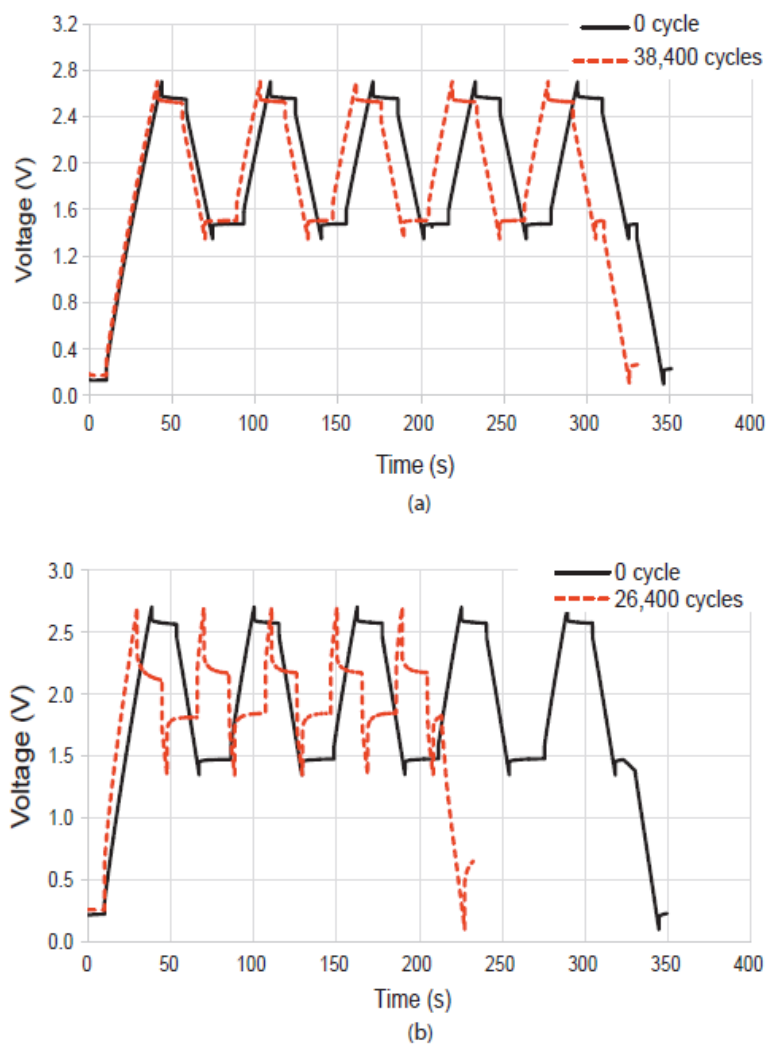 3.2
2.8
2.4
2.0
1.6
1.2
0.8
0.4
0.0
Voltage (V)
0 cycle
38,400 cycles
0 50 100 150 200 250 300 350 400
Time (s)
(a)
3.0
2.5
2.0
1.5
1.0
0.5
0.0
Voltage (V)
0 cycle
26,400 cycles
0 50 100 150 200 250 300 350 400
Time (s)
(b)